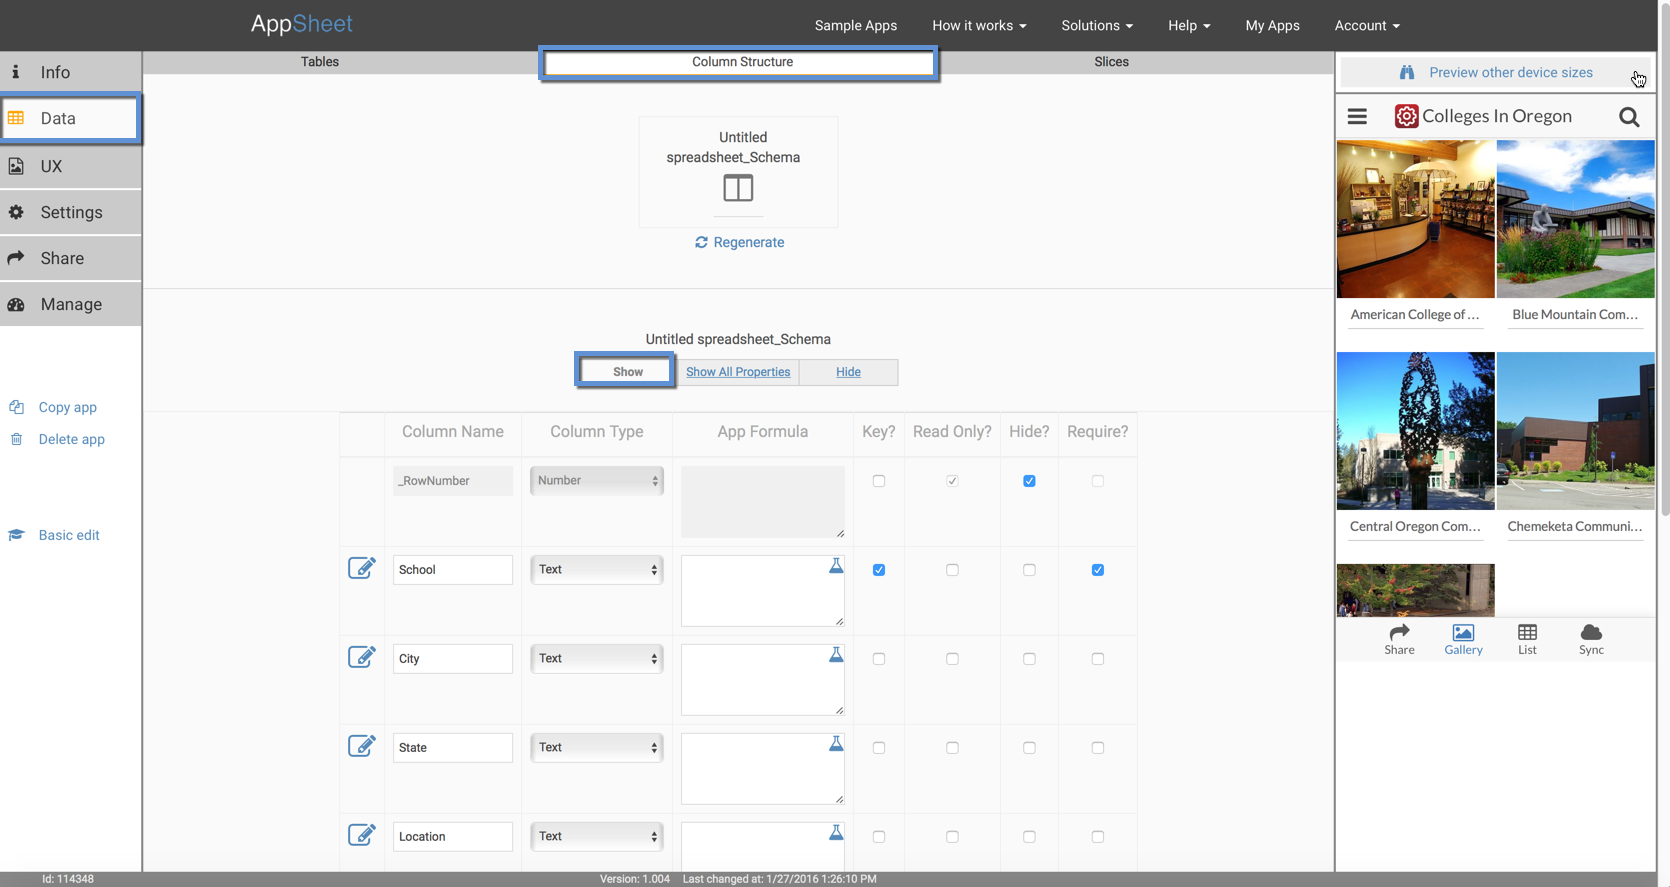 AppSheet
Sample Apps How it works Solutions Help My Apps Account
Info
Data
UX
Settings
Share
Manage
Copy app
Delete app
Basic edit
Tables Column Structure Slices
Untitled
spreadsheet_Schema
Regenerate
Untitled spreadsheet_Schema
Show Show All Properties Hide
Column Name Column Type App Formula Key? Read Only? Hide? Require?
_RowNumber Number
School Text
City Text
State Text
Location Text
Preview other device sizes
Colleges In Oregon
American College of ... Blue Mountain Com...
Central Oregon Com... Chemeketa Communi...
Share Gallery List Sync
Id: 114348 Version: 1.004 Last changed at: 1/27/2016 1:26:10 PM